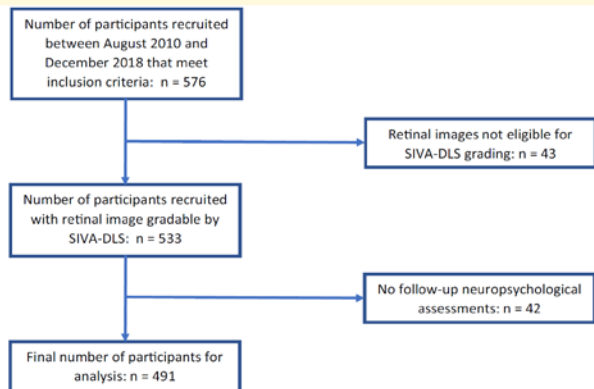 Number of participants recruited
between August 2010 and
December 2018 that meet
inclusion criteria: n = 576
Retinal images not eligible for
SIVA-DLS grading: n = 43
Number of participants recruited
with retinal image gradable by
SIVA-DLS: n = 533
No follow-up neuropsychological
assessments: n = 42
Final number of participants for
analysis: n = 491